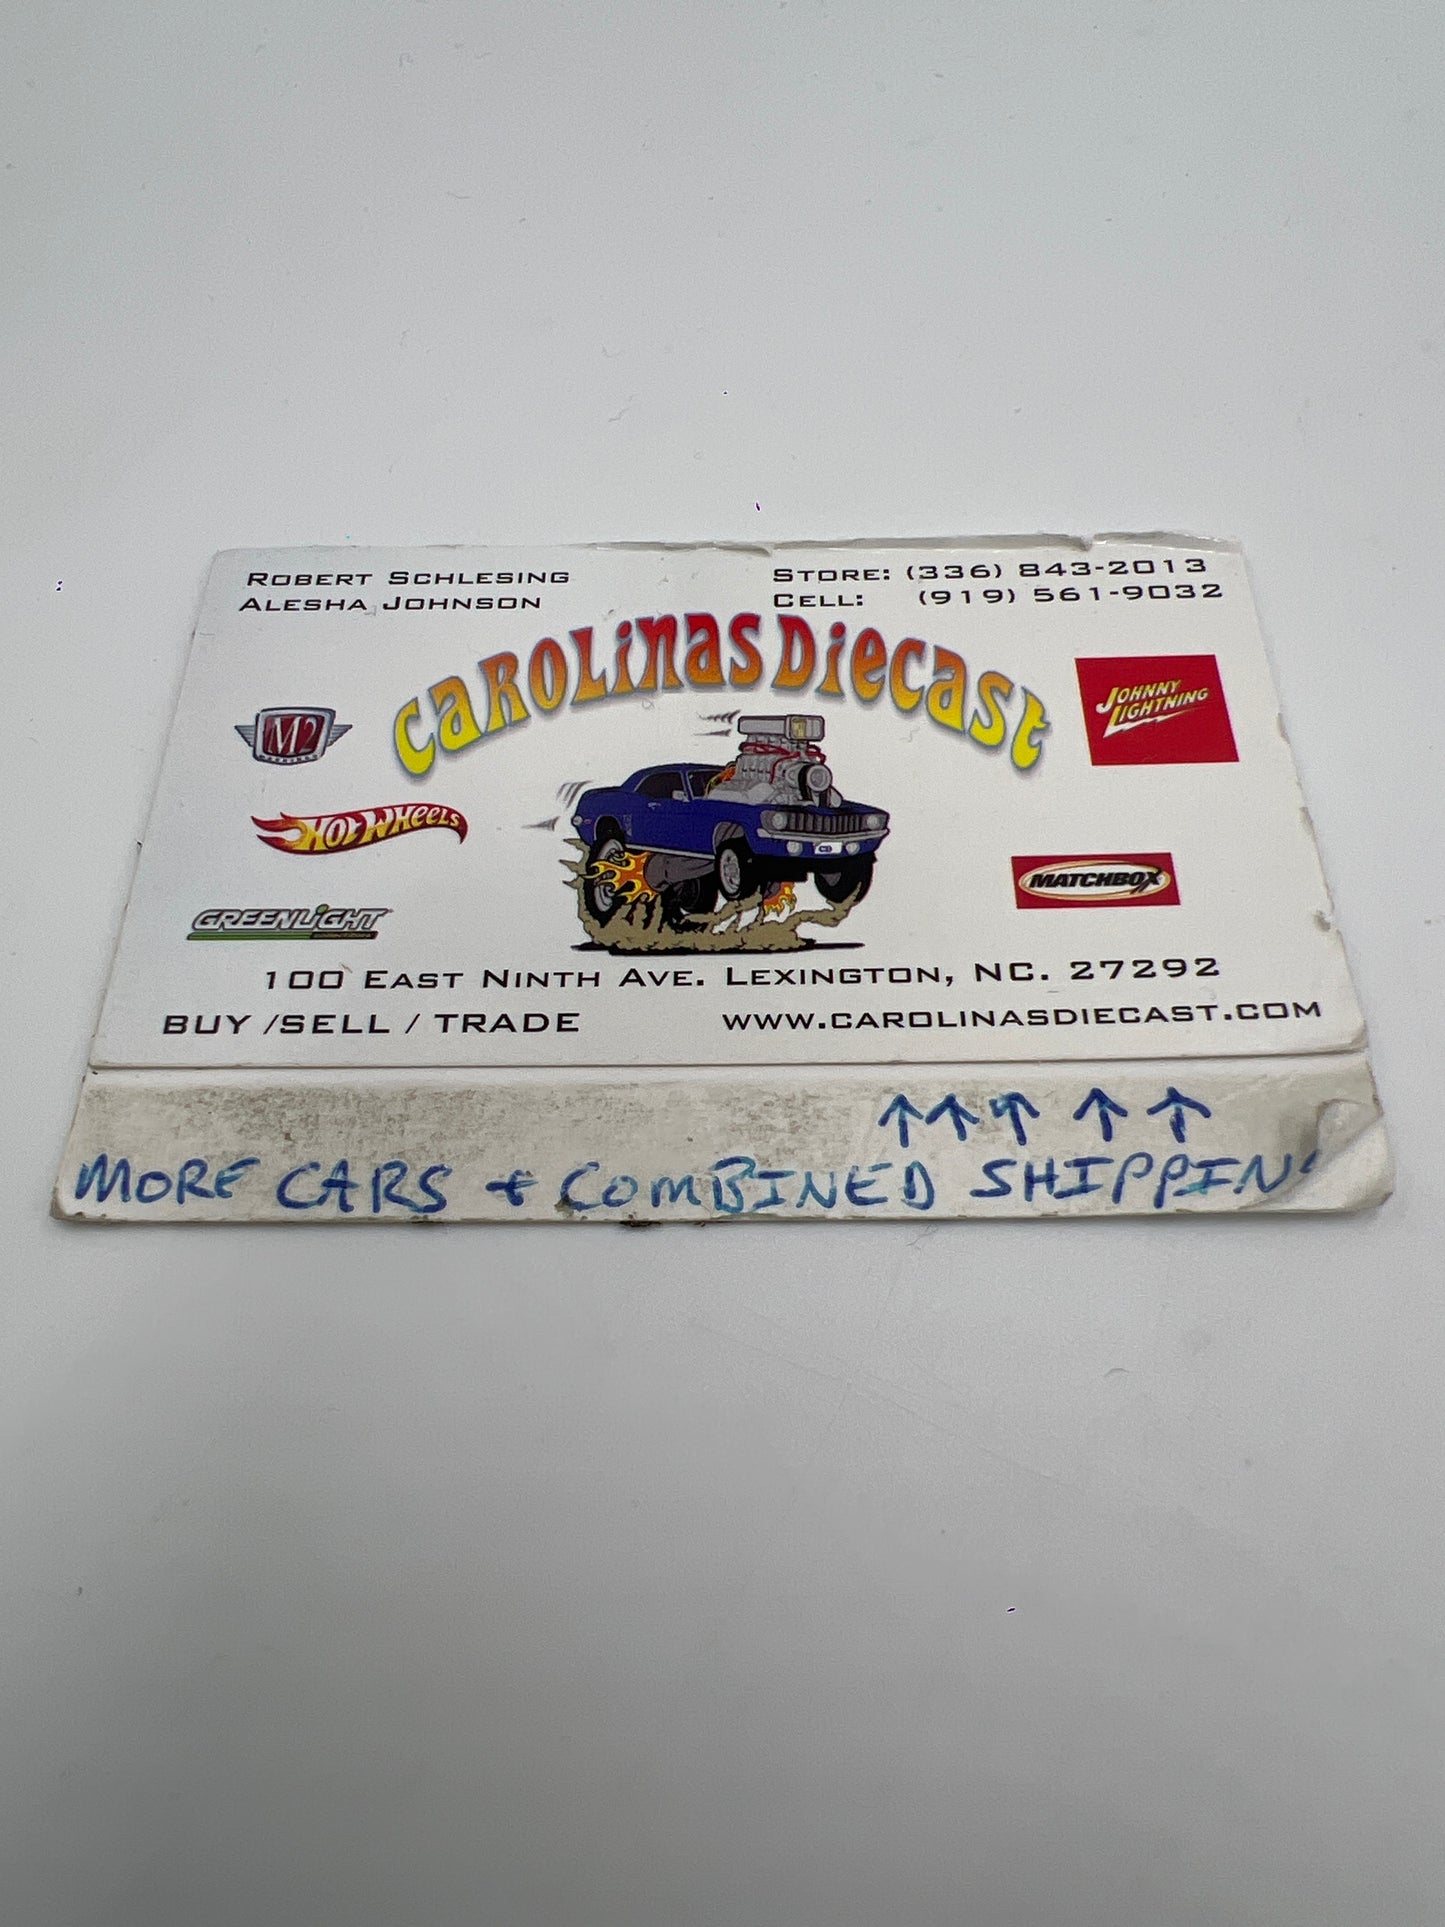 ROBERT SCHLESING
ALESHA JOHNSON
STORE: (336) 843-2013
CELL: (919) 561-9032
CAROLINAS DIECAST
M2
MACHINES
JOHNNY
LIGHTNING
HOT WHEELS
MATCHBOX
GREENLIGHT
CD
100 EAST NINTH AVE. LEXINGTON, NC. 27292
BUY /SELL / TRADE
WWW.CAROLINASDIECAST.COM
↑ ↑ ↑ ↑ ↑
MORE CARS + COMBINED SHIPPIN